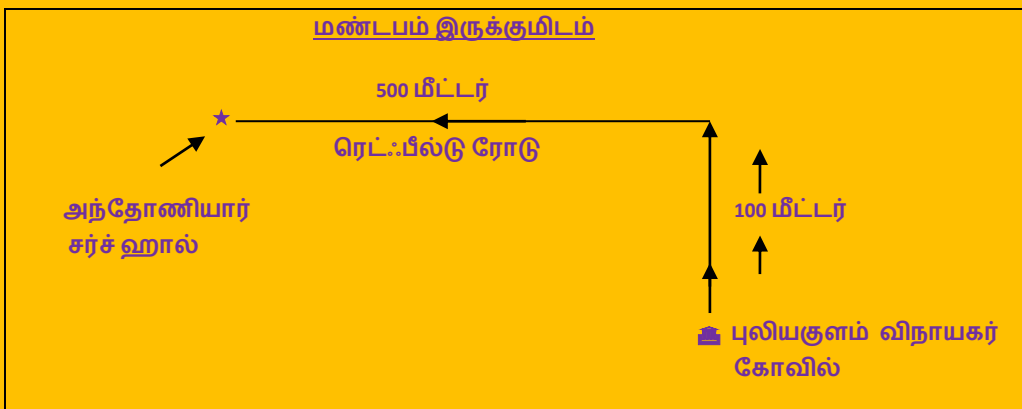 மண்டபம் இருக்குமிடம்
500 மீட்டர்
ரெட்ஃபீல்டு ரோடு
அந்தோணியார்
சர்ச் ஹால்
100 மீட்டர்
புலியகுளம் விநாயகர்
கோவில்